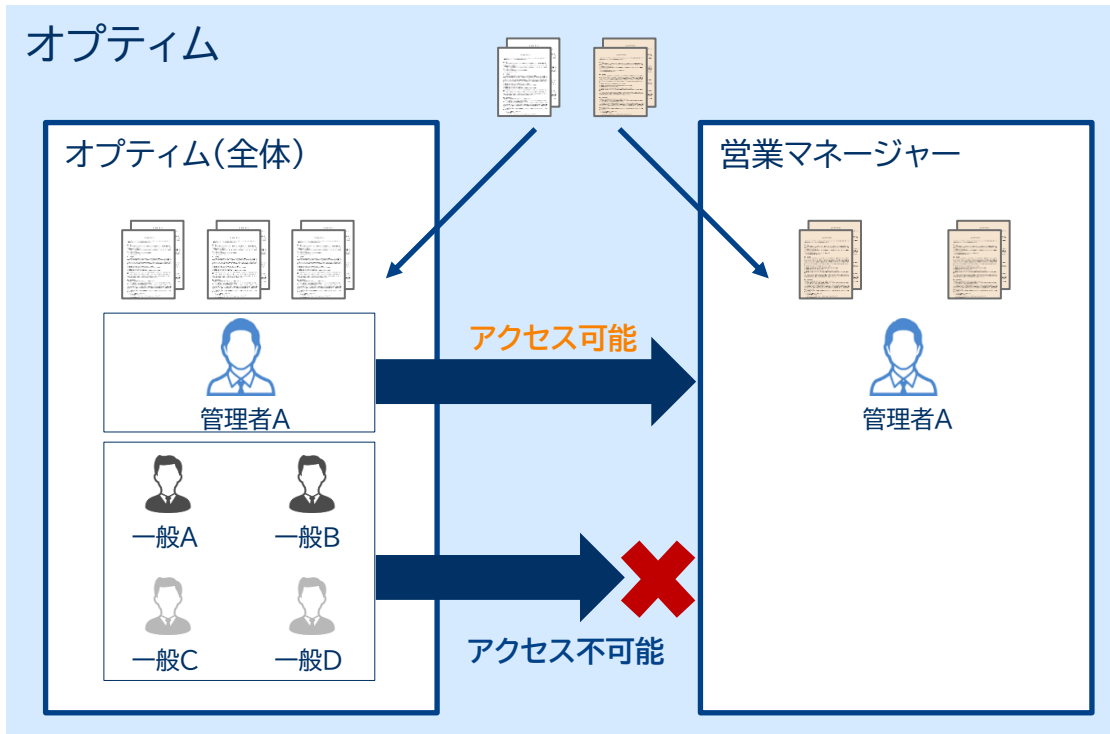 オプティム
オプティム(全体)
営業マネージャー
アクセス可能
管理者A
管理者A
一般A
一般B
アクセス不可能
一般C
一般D